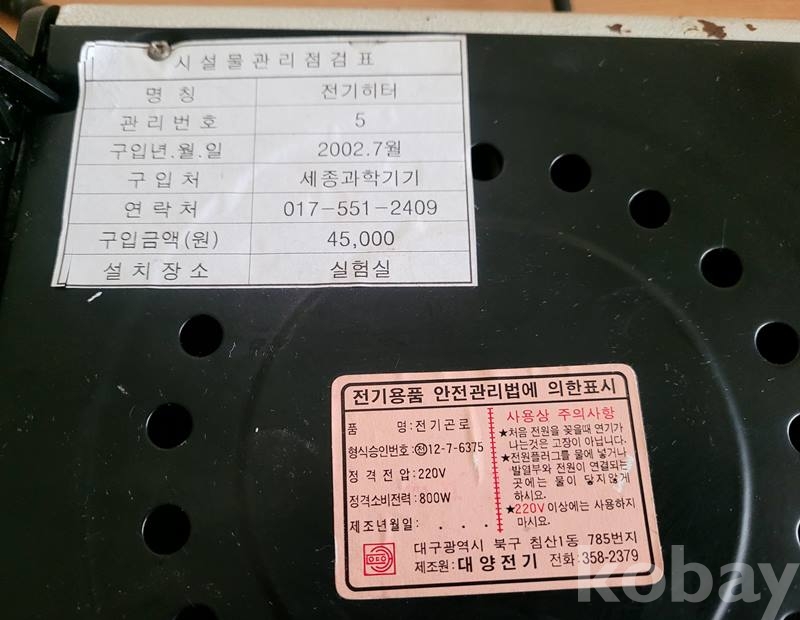 시설물관리점검표
명 칭 전기히터
관리번호 5
구입년.월.일 2002.7월
구 입 처 세종과학기기
연 락 처 017-551-2409
구입금액(원) 45,000
설치장소 실험실
전기용품 안전관리법에 의한표시
품 명:전기곤로
형식승인번호: 12-7-6375
정 격 전 압:220V
정격소비전력:800W
제조년월일: . . .
사용상 주의사항
★처음 전원을 꽂을때 연기가
나는것은 고장이 아닙니다.
★전원플러그를 물에 넣거나
발열부와 전원이 연결되는
곳에는 물이 닿지않게
하시요.
★220V이상에는 사용하지
마시요.
대구광역시 북구 침산1동 785번지
제조원: 대양전기 전화:358-2379
kobay